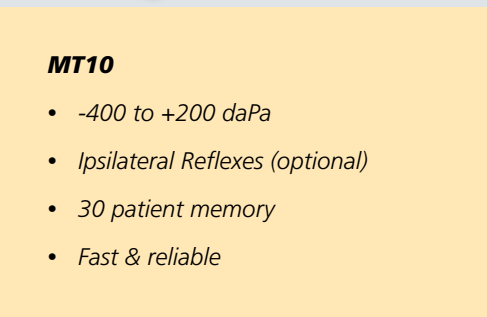 MT10
• -400 to +200 daPa
• Ipsilateral Reflexes (optional)
• 30 patient memory
• Fast & reliable